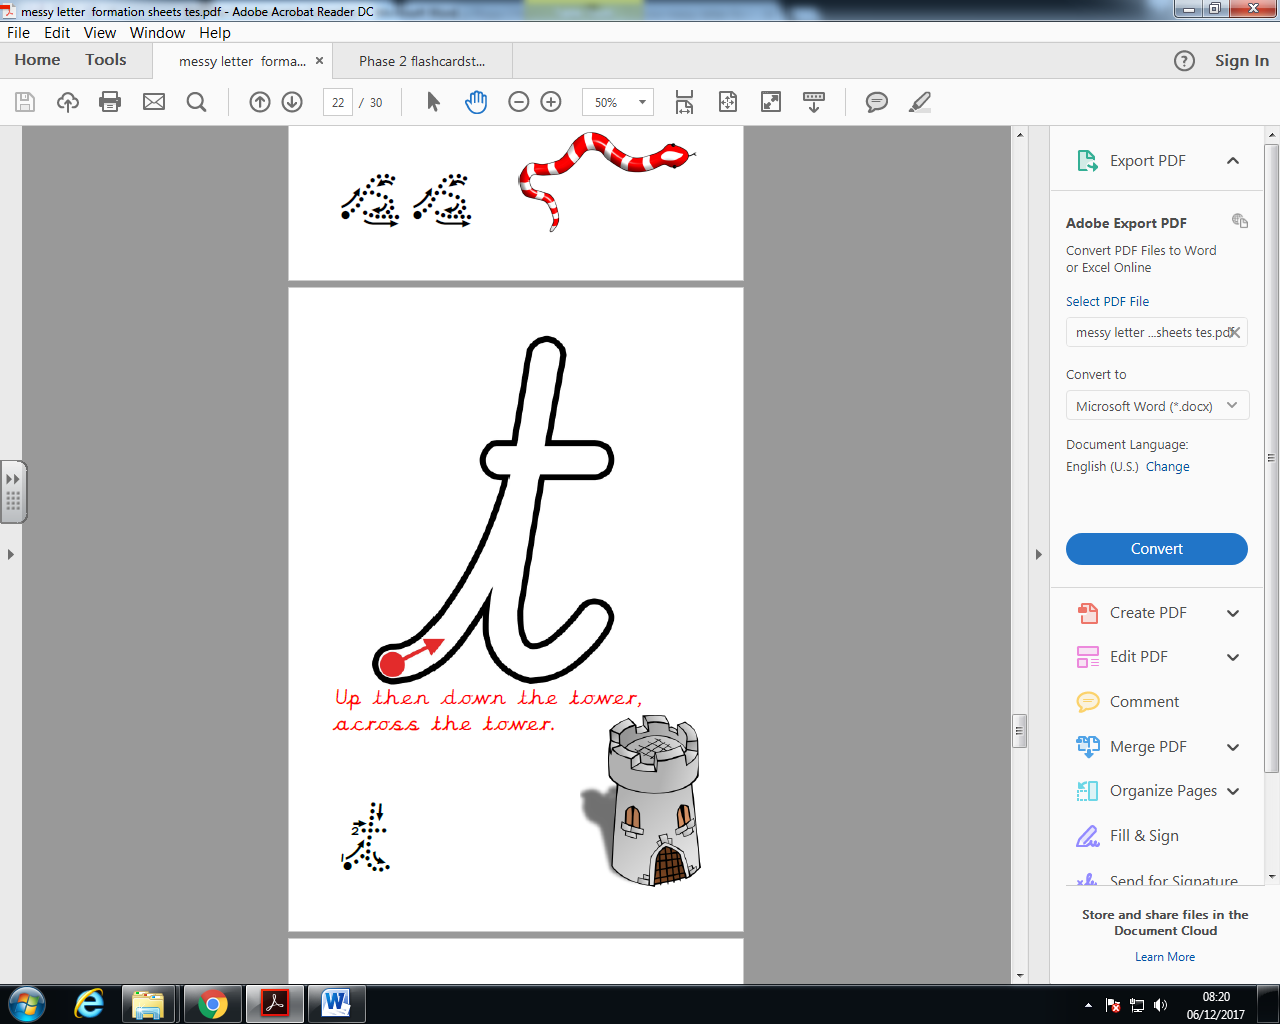 messy letter  formation sheets tes.pdf - Adobe Acrobat Reader DC
File Edit View Window Help
Home Tools messy letter forma... × Phase 2 flashcardst... ? Sign In
22 / 30 50%
Export PDF
Adobe Export PDF
Convert PDF Files to Word
or Excel Online
Select PDF File
messy letter ...sheets tes.pdf
Convert to
Microsoft Word (*.docx)
Document Language:
English (U.S.) Change
Convert
Create PDF
Edit PDF
Comment
Merge PDF
Organize Pages
Fill & Sign
Send for Signature
Store and share files in the
Document Cloud
Learn More
s s
t
Up then down the tower,
across the tower.
2
1
t
08:20
06/12/2017